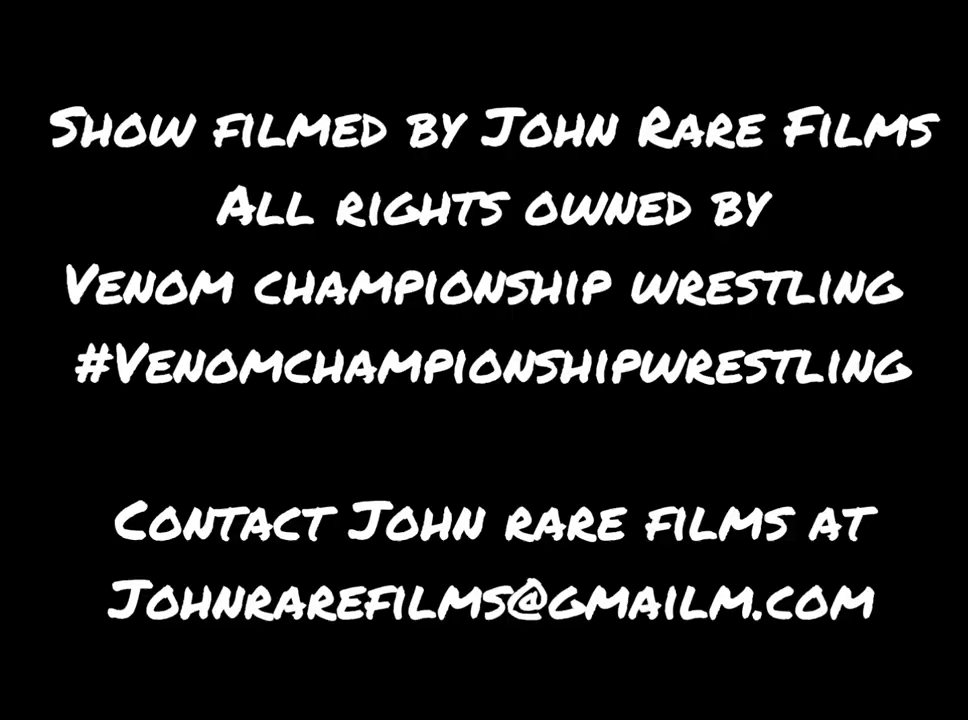 Show filmed by John Rare Films
All rights owned by
Venom championship wrestling
#Venomchampionshipwrestling
Contact John rare films at
Johnrarefilms@gmailm.com